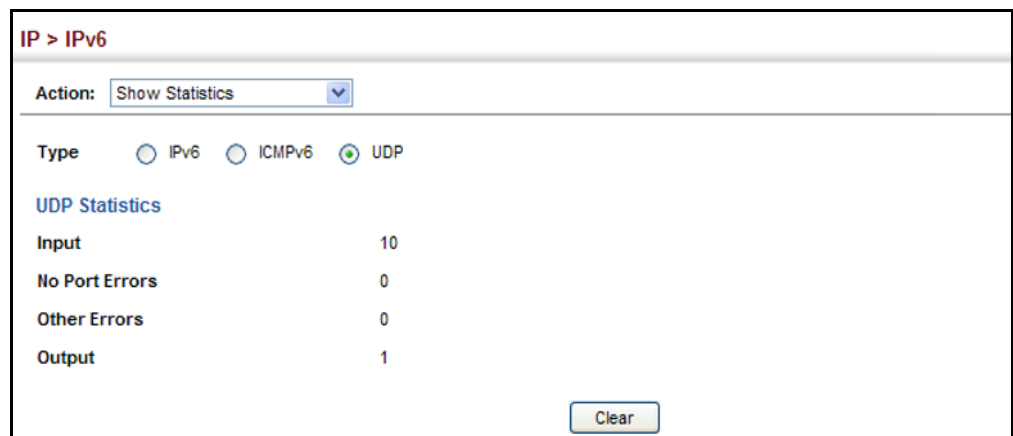 IP > IPv6
Action: Show Statistics
Type IPv6 ICMPv6 UDP
UDP Statistics
Input 10
No Port Errors 0
Other Errors 0
Output 1
Clear